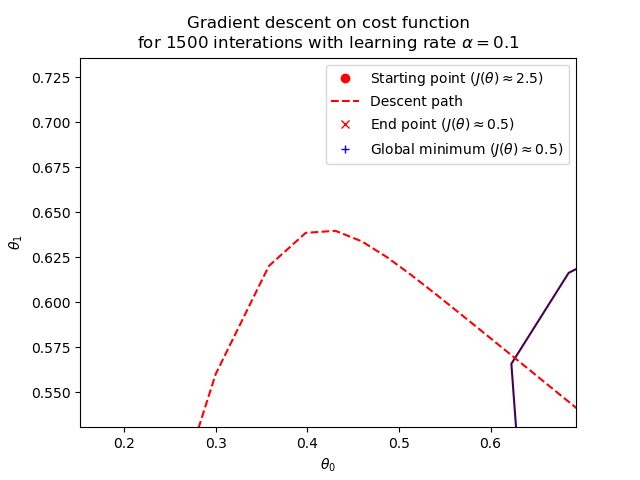 Gradient descent on cost function
for 1500 interations with learning rate α = 0.1
Starting point (J(θ) ≈ 2.5)
Descent path
End point (J(θ) ≈ 0.5)
Global minimum (J(θ) ≈ 0.5)
θ₁
0.725
0.700
0.675
0.650
0.625
0.600
0.575
0.550
0.2 0.3 0.4 0.5 0.6
θ₀